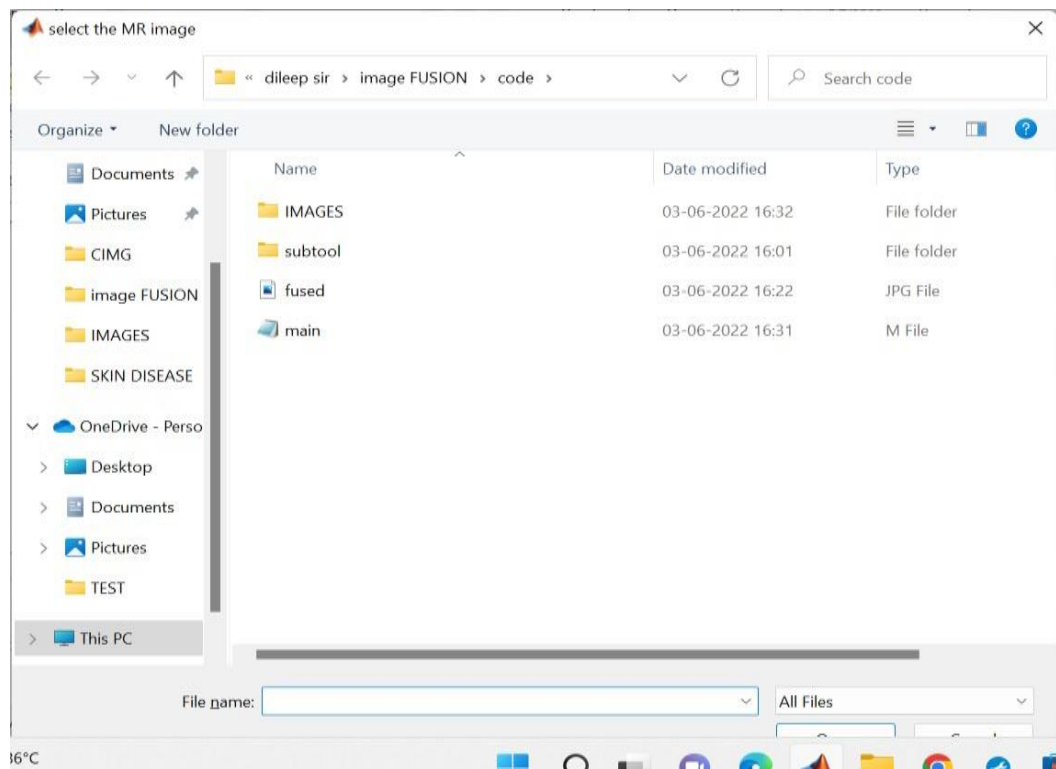 select the MR image
« dileep sir > image FUSION > code >
Search code
Organize
New folder
Documents
Pictures
CIMG
image FUSION
IMAGES
SKIN DISEASE
OneDrive - Perso
Desktop
Documents
Pictures
TEST
This PC
Name Date modified Type
IMAGES 03-06-2022 16:32 File folder
subtool 03-06-2022 16:01 File folder
fused 03-06-2022 16:22 JPG File
main 03-06-2022 16:31 M File
File name:
All Files
36°C